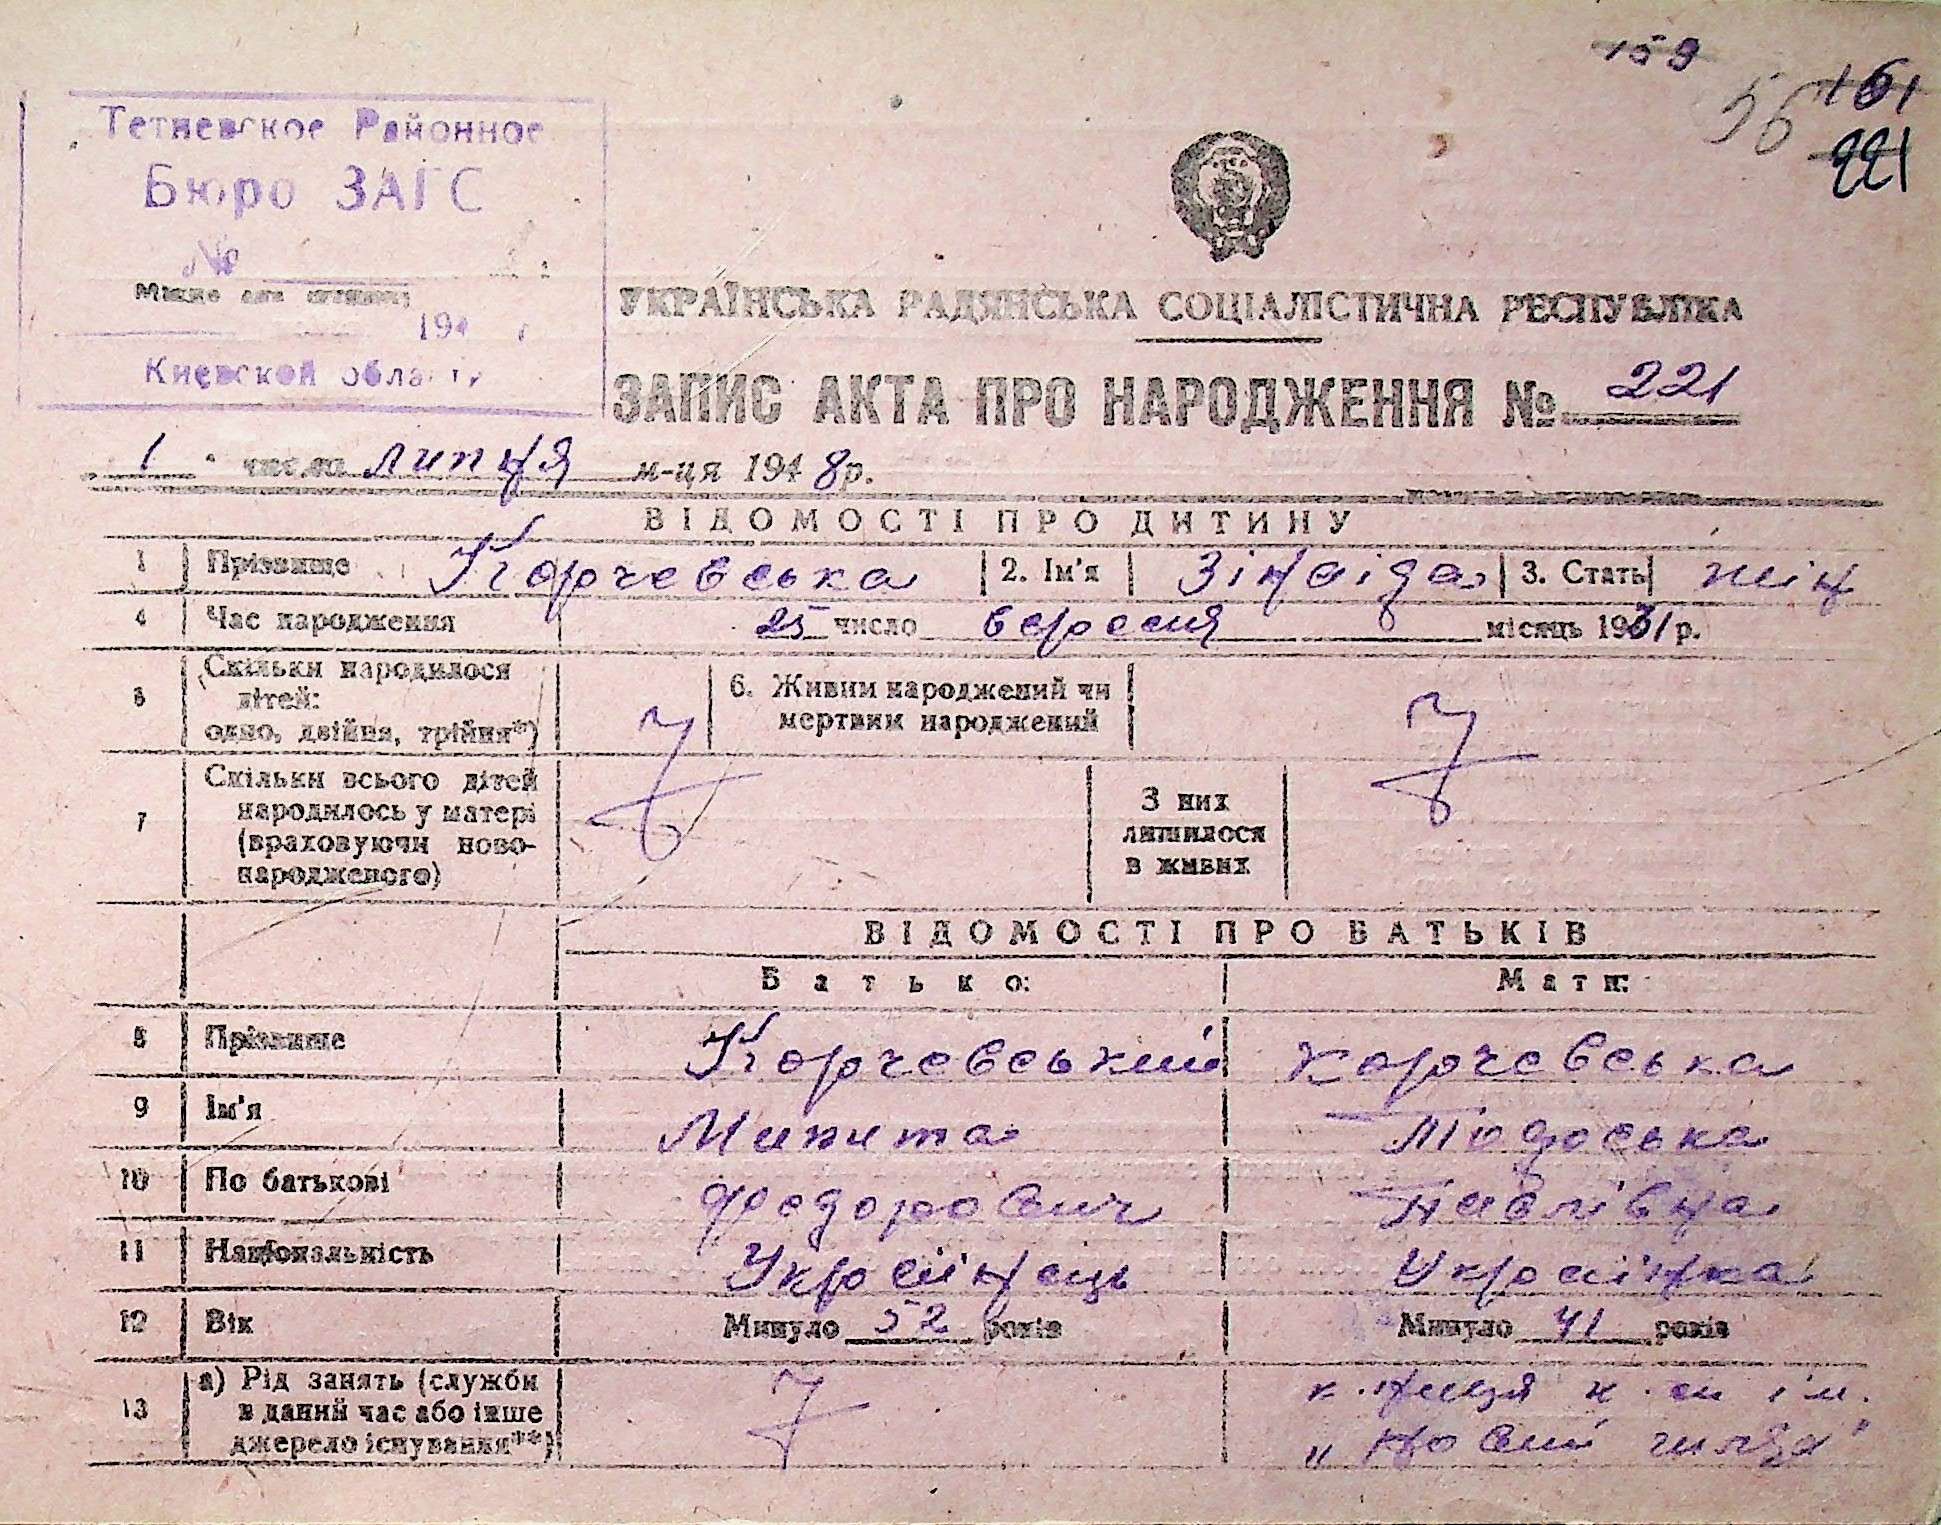 159
56 161
221
Тетиевское Районное
Бюро ЗАГС
№
194 г
Киевской области
УКРАЇНСЬКА РАДЯНСЬКА СОЦІАЛІСТИЧНА РЕСПУБЛІКА
ЗАПИС АКТА ПРО НАРОДЖЕННЯ № 221
1 числа липня м-ця 1948 р.
ВІДОМОСТІ ПРО ДИТИНУ
1 Прізвище Корчевська 2. Ім'я Зінаіда 3. Стать жін
4 Час народження 25 число вересня місяць 1931 р.
5 Скільки народилося дітей: одно, двійня, трійня**)
6. Живим народжений чи мертвим народжений
7 Скільки всього дітей народилось у матері (враховуючи ново-народженого)
З них лишилося в живих
ВІДОМОСТІ ПРО БАТЬКІВ
Батько: Мати:
8 Прізвище Корчевський Корчевська
9 Ім'я Микита Тодоська
10 По батькові Федорович Павлівна
11 Національність Українець Українка
12 Вік Минуло 52 років Минуло 41 років
13 а) Рід занять (служби в даний час або інше джерело існування**)
ім.